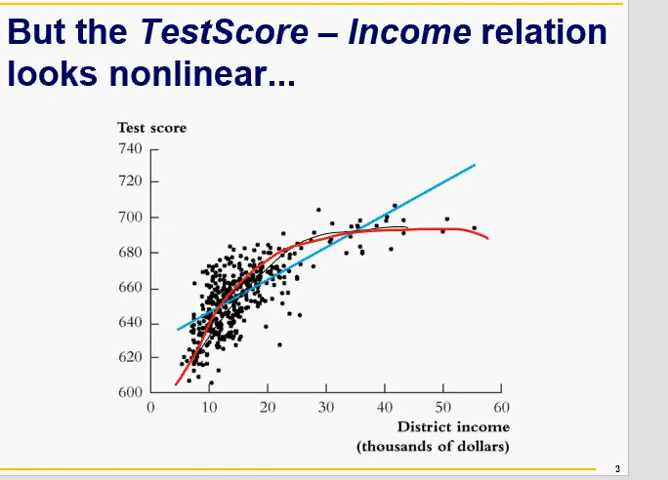 But the TestScore – Income relation
looks nonlinear...
Test score
740
720
700
680
660
640
620
600
0 10 20 30 40 50 60
District income
(thousands of dollars)
3